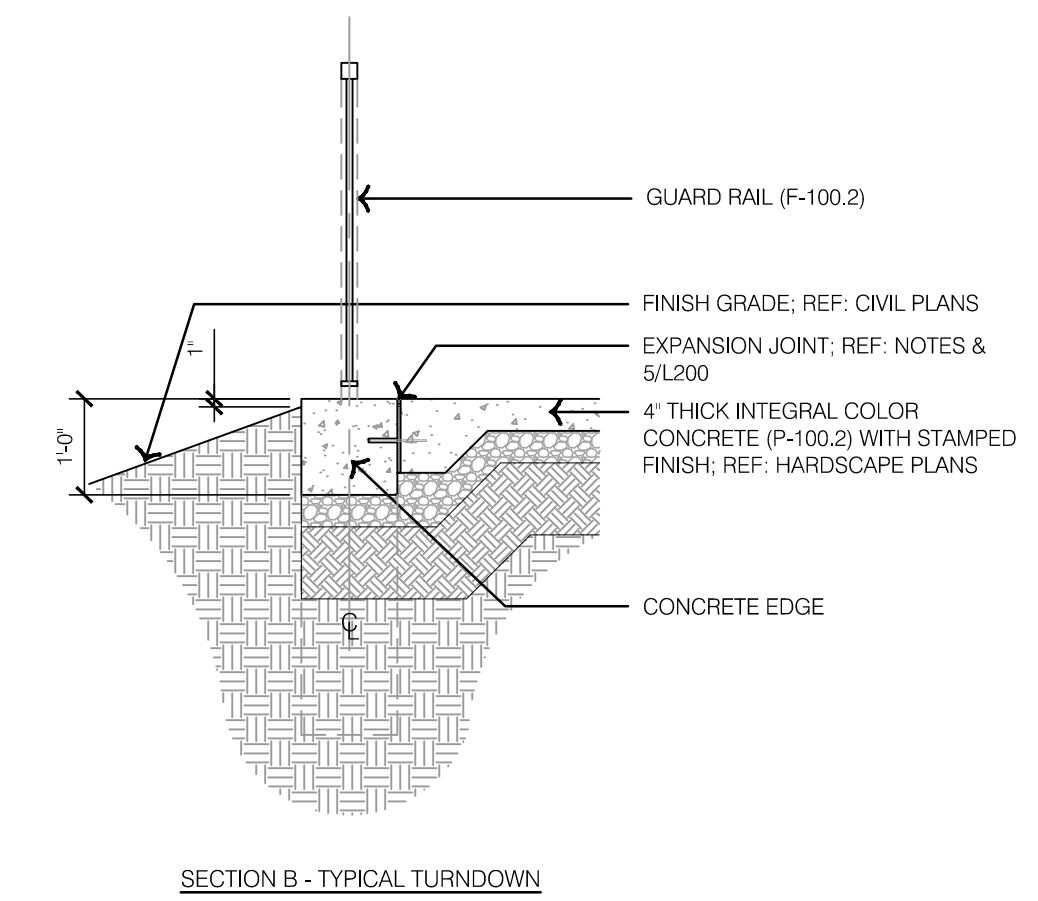 GUARD RAIL (F-100.2)
FINISH GRADE; REF: CIVIL PLANS
1"
EXPANSION JOINT; REF: NOTES &
5/L200
4" THICK INTEGRAL COLOR
CONCRETE (P-100.2) WITH STAMPED
FINISH; REF: HARDSCAPE PLANS
1'-0"
CONCRETE EDGE
CL
SECTION B - TYPICAL TURNDOWN